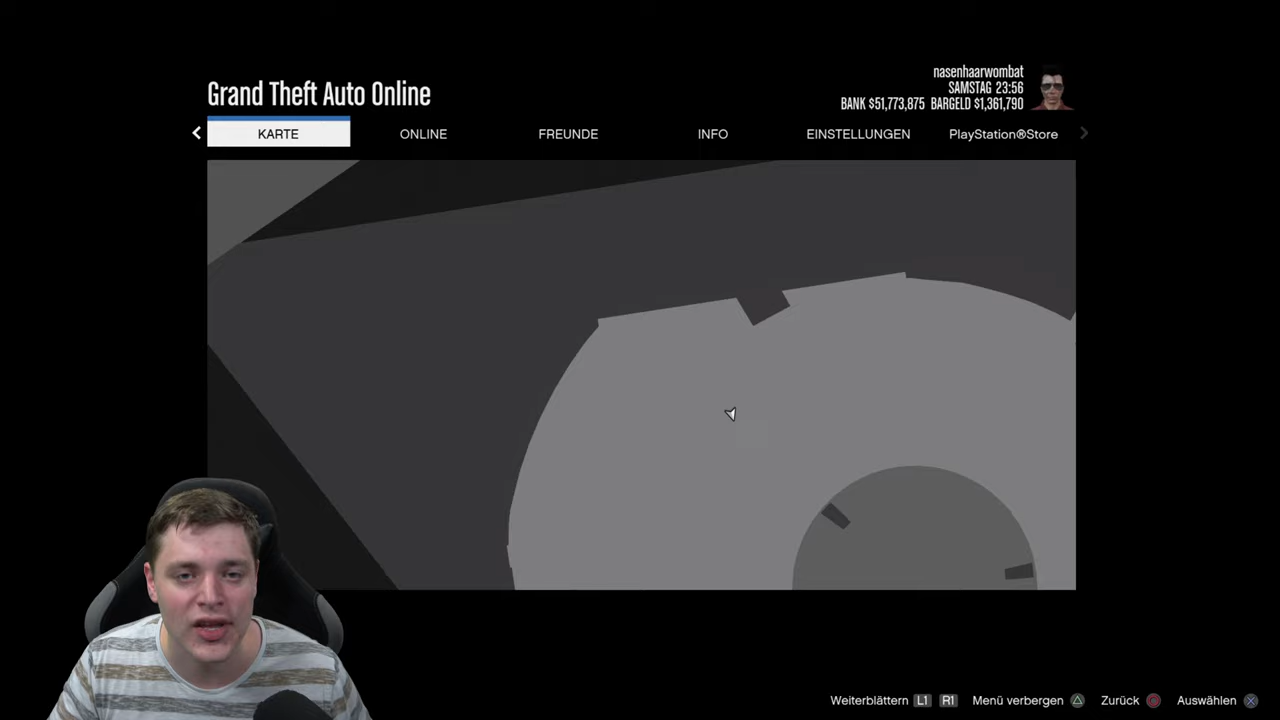 Grand Theft Auto Online
nasenhaarwombat
SAMSTAG 23:56
BANK $51,773,875 BARGELD $1,361,790
KARTE ONLINE FREUNDE INFO EINSTELLUNGEN PlayStation®Store
Weiterblättern L1 R1 Menü verbergen Zurück Auswählen